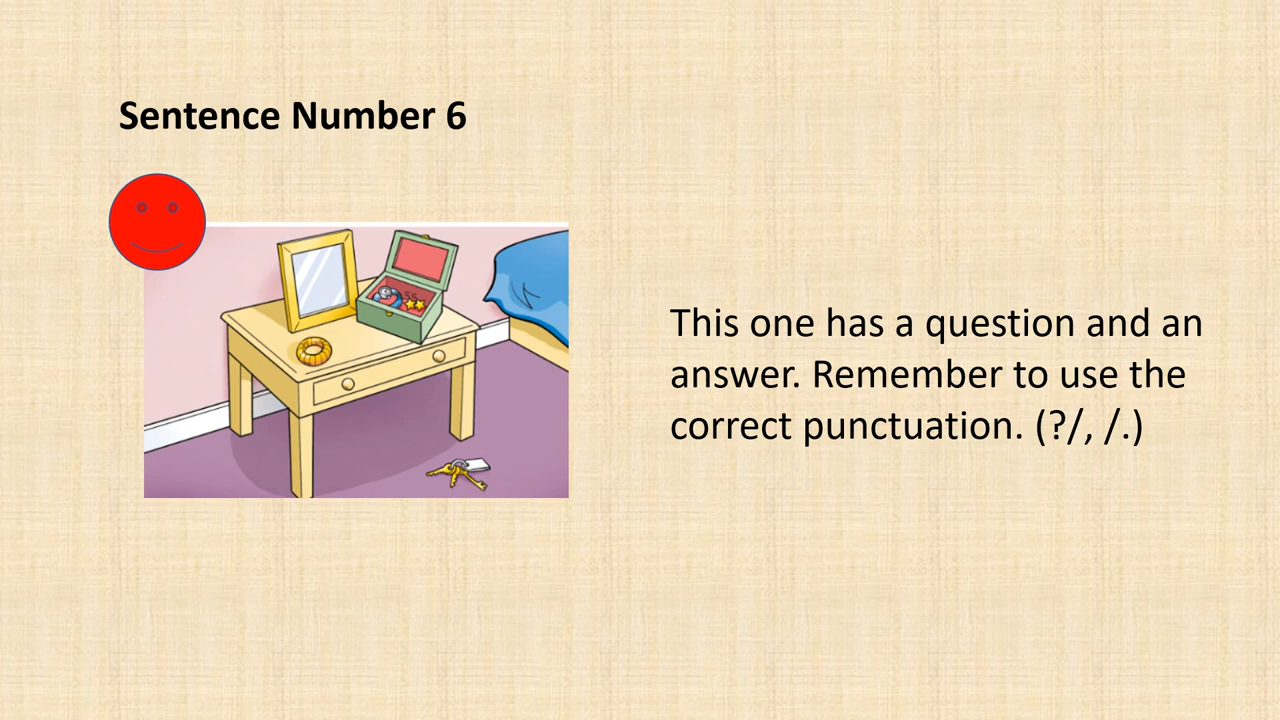 Sentence Number 6
This one has a question and an
answer. Remember to use the
correct punctuation. (?/, /.)